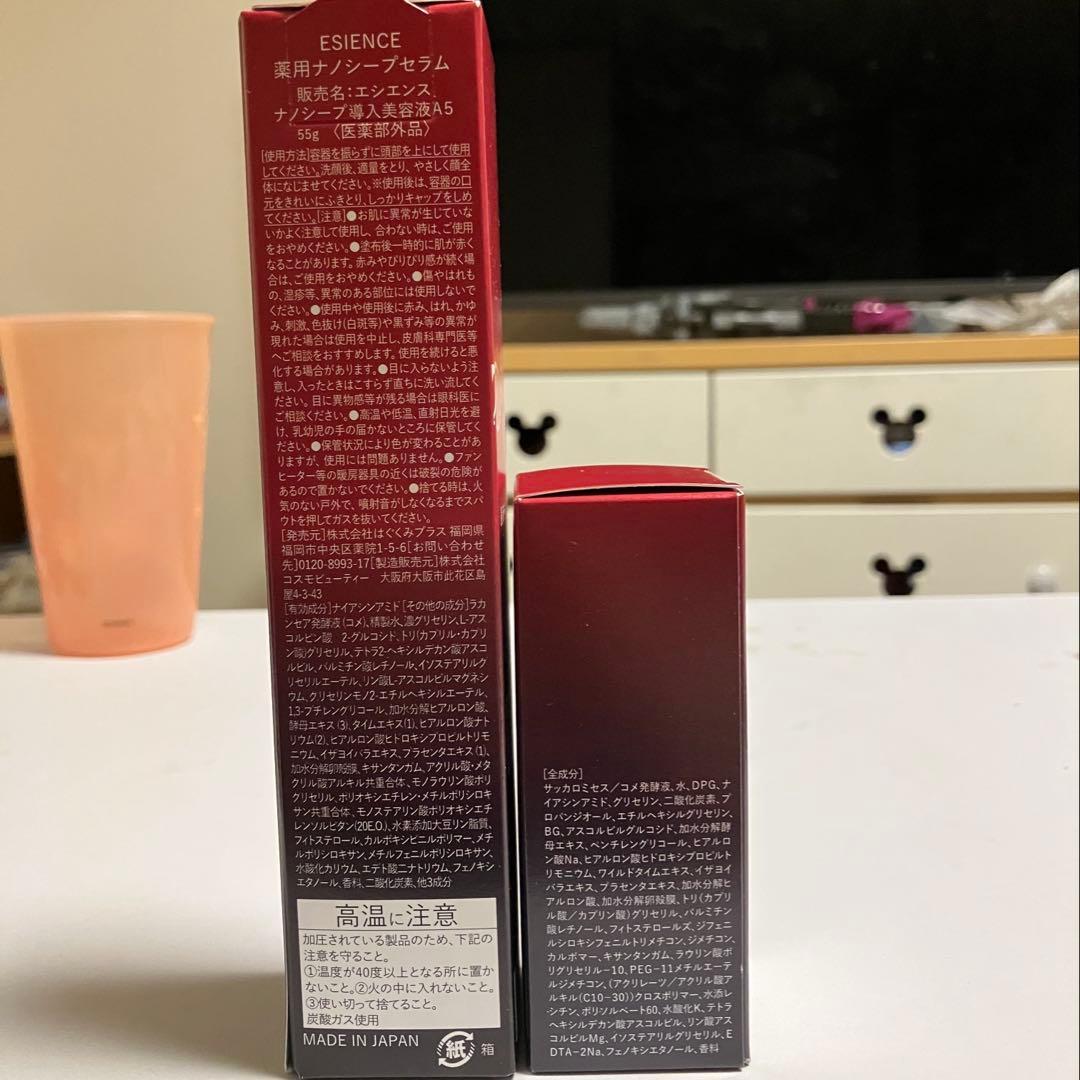 ESIENCE
薬用ナノシープセラム
販売名：エシエンス
ナノシープ導入美容液A5
55g 〈医薬部外品〉
[使用方法]容器を振らずに頭部を上にして使用
してください。洗顔後、適量をとり、やさしく顔全
体になじませてください。※使用後は、容器の口
元をきれいにふきとり、しっかりキャップをしめ
てください。[注意]●お肌に異常が生じていな
いかよく注意して使用し、合わない時は、ご使用
をおやめください。●塗布後一時的に肌が赤く
なることがあります。赤みやぴりぴり感が続く場
合は、ご使用をおやめください。●傷やはれも
の、湿疹等、異常のある部位には使用しないで
ください。●使用中や使用後に赤み、はれ、かゆ
み、刺激、色抜け(白斑等)や黒ずみ等の異常が
現れた場合は使用を中止し、皮膚科専門医等
へご相談をおすすめします。使用を続けると悪
化する場合があります。●目に入らないよう注
意し、入ったときはこすらず直ちに洗い流してく
ださい。目に異物感等が残る場合は眼科医に
ご相談ください。●高温や低温、直射日光を避
け、乳幼児の手の届かないところに保管してく
ださい。●保管状況により色が変わることがあ
りますが、使用には問題ありません。●ファン
ヒーター等の暖房器具の近くは破裂の危険が
あるので置かないでください。●捨てる時は、火
気のない戸外で、噴射音がしなくなるまでスパ
ウトを押してガスを抜いてください。
[発売元]株式会社はぐくみプラス 福岡県
福岡市中央区薬院1-5-6[お問い合わせ
先]0120-8993-17[製造販売元]株式会社
コスモビューティー 大阪府大阪市此花区島
屋4-3-43
[有効成分]ナイアシンアミド[その他の成分]ラカ
ンセア発酵液(コメ)、精製水、濃グリセリン、L-アス
コルビン酸 2-グルコシド、トリ(カプリル・カプリ
ン酸)グリセリル、テトラ2-ヘキシルデカン酸アスコ
ルビル、パルミチン酸レチノール、イソステアリルグ
リセリルエーテル、リン酸L-アスコルビルマグネシ
ウム、グリセリンモノ2-エチルヘキシルエーテル、
1,3-ブチレングリコール、加水分解ヒアルロン酸、
酵母エキス(3)、タイムエキス(1)、ヒアルロン酸ナト
リウム(2)、ヒアルロン酸ヒドロキシプロピルトリモ
ニウム、イザヨイバラエキス、プラセンタエキス(1)、
加水分解卵殻膜、キサンタンガム、アクリル酸・メタ
クリル酸アルキル共重合体、モノラウリン酸ポリ
グリセリル、ポリオキシエチレン・メチルポリシロキ
サン共重合体、モノステアリン酸ポリオキシエチ
レンソルビタン(20E.O.)、水素添加大豆リン脂質、
フィトステロール、カルボキシビニルポリマー、メチ
ルポリシロキサン、メチルフェニルポリシロキサン、
水酸化カリウム、エデト酸二ナトリウム、フェノキシ
エタノール、香料、二酸化炭素、他3成分
高温に注意
加圧されている製品のため、下記の
注意を守ること。
①温度が40度以上となる所に置か
ないこと。②火の中に入れないこと。
③使い切って捨てること。
炭酸ガス使用
MADE IN JAPAN
紙 箱
[全成分]
サッカロミセス／コメ発酵液、水、DPG、ナ
イアシンアミド、グリセリン、二酸化炭素、プ
ロパンジオール、エチルヘキシルグリセリン、
BG、アスコルビルグルコシド、加水分解酵
母エキス、ペンチレングリコール、ヒアルロ
ン酸Na、ヒアルロン酸ヒドロキシプロピルト
リモニウム、ワイルドタイムエキス、イザヨイ
バラエキス、プラセンタエキス、加水分解ヒ
アルロン酸、加水分解卵殻膜、トリ(カプリ
ル酸／カプリン酸)グリセリル、パルミチン
酸レチノール、フィトステロールズ、ジフェニ
ルシロキシフェニルトリメチコン、ジメチコン、
カルボマー、キサンタンガム、ラウリン酸ポ
リグリセリル-10、PEG-11メチルエーテ
ルジメチコン、(アクリレーツ／アクリル酸ア
ルキル(C10-30))クロスポリマー、水添レ
シチン、ポリソルベート60、水酸化K、テトラ
ヘキシルデカン酸アスコルビル、リン酸アス
コルビルMg、イソステアリルグリセリル、E
DTA-2Na、フェノキシエタノール、香料